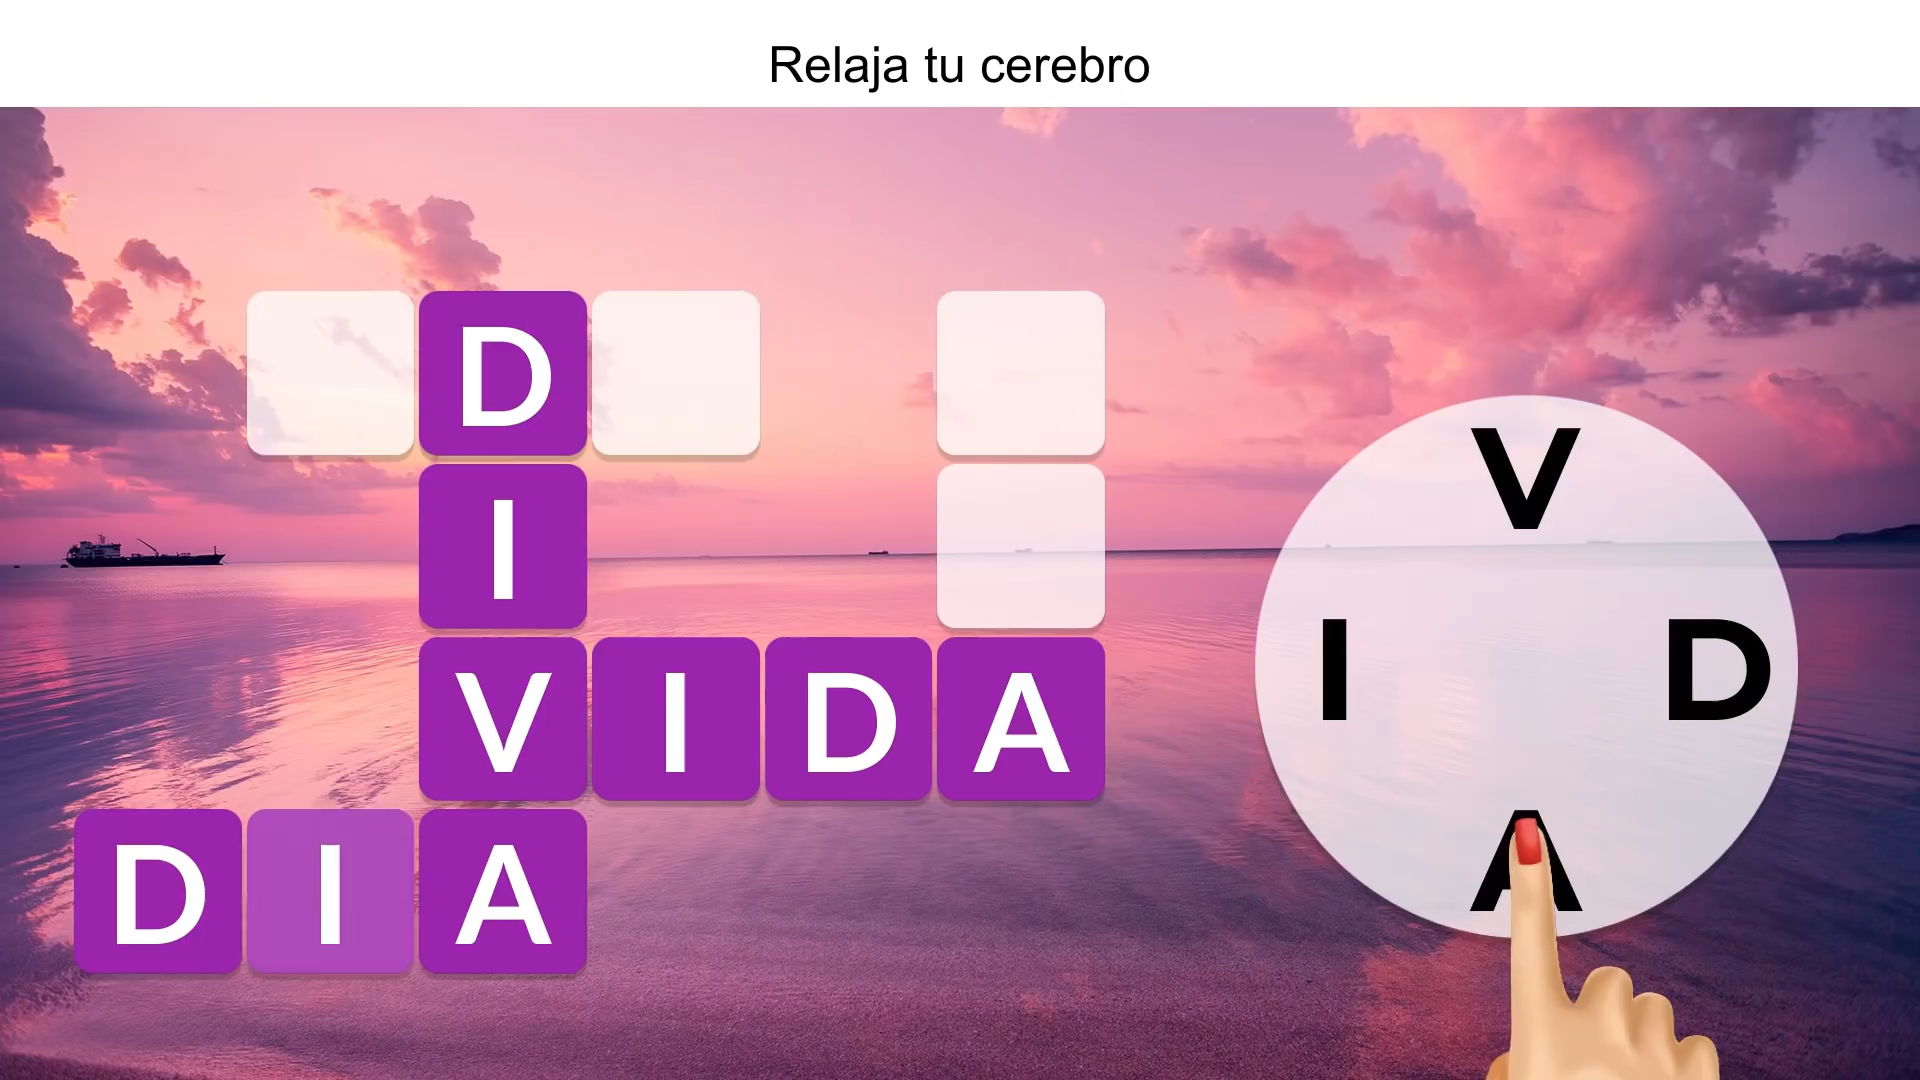 Relaja tu cerebro
D
I
VIDA
DIA
V
I D
A